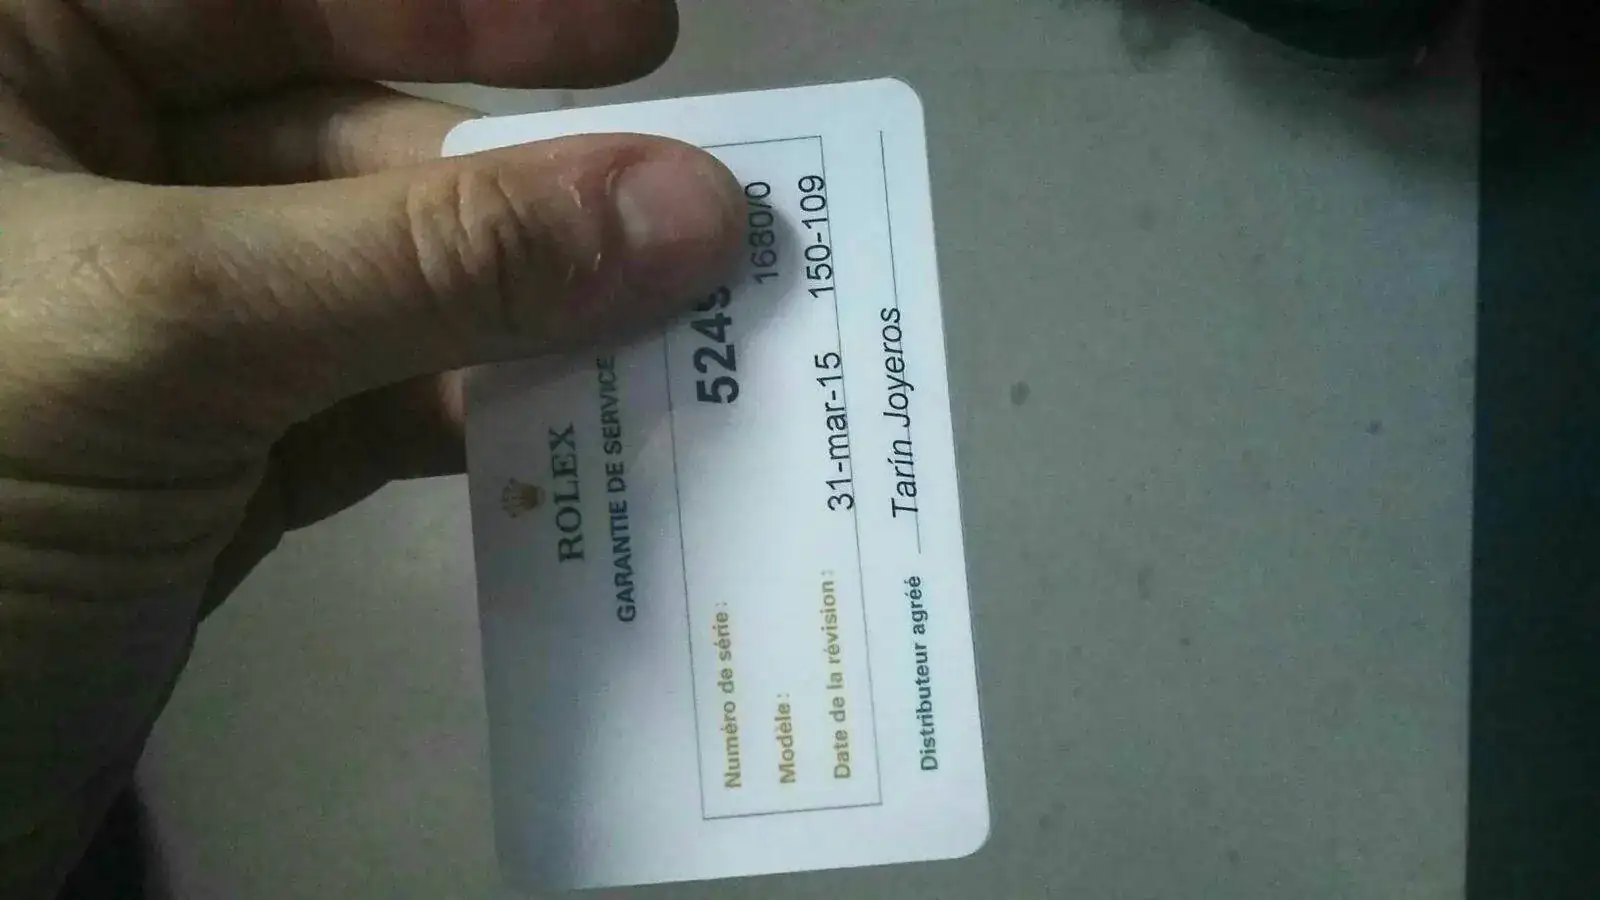 ROLEX
GARANTIE DE SERVICE
Numéro de série : 5249
Modèle : 1680/0
Date de la révision : 31-mar-15 150-109
Distributeur agréé Tarín Joyeros